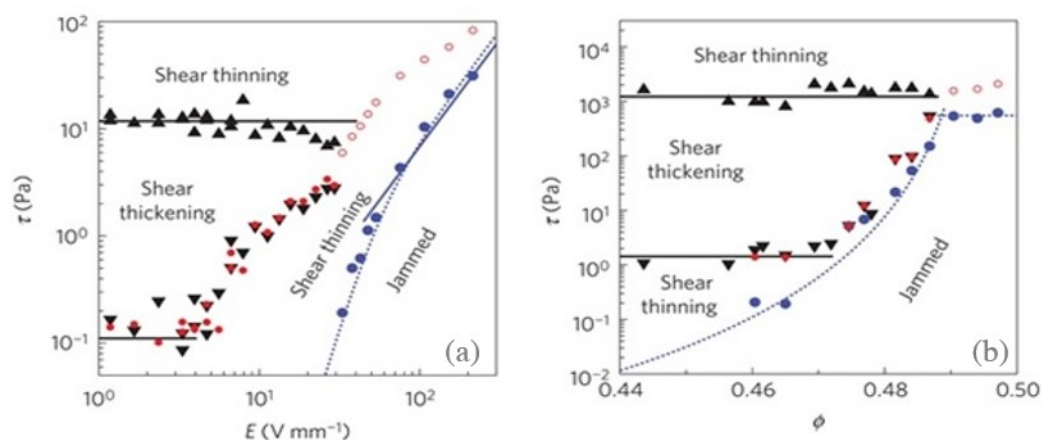 10²
10¹
10⁰
10⁻¹
τ (Pa)
Shear thinning
Shear
thickening
Shear thinning
Jammed
(a)
10⁰
10¹
10²
E (V mm⁻¹)
10⁴
10³
10²
10¹
10⁰
10⁻¹
10⁻²
τ (Pa)
Shear thinning
Shear
thickening
Shear
thinning
Jammed
(b)
0.44
0.46
0.48
0.50
ϕ